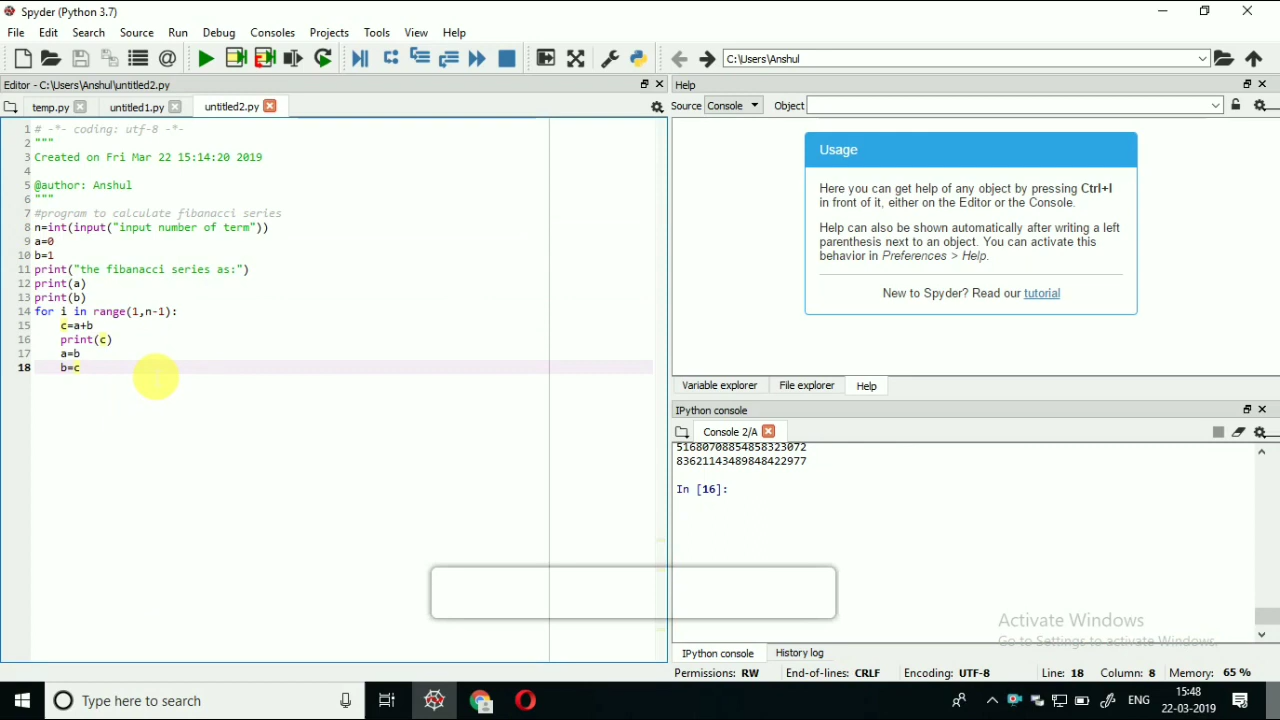 Spyder (Python 3.7)
File Edit Search Source Run Debug Consoles Projects Tools View Help
C:\Users\Anshul
Editor - C:\Users\Anshul\untitled2.py
temp.py untitled1.py untitled2.py
1 # -*- coding: utf-8 -*-
2 """
3 Created on Fri Mar 22 15:14:20 2019
4
5 @author: Anshul
6 """
7 #program to calculate fibonacci series
8 n=int(input("input number of term"))
9 a=0
10 b=1
11 print("the fibanacci series as:")
12 print(a)
13 print(b)
14 for i in range(1,n-1):
15 c=a+b
16 print(c)
17 a=b
18 b=c
Help
Source Console Object
Usage
Here you can get help of any object by pressing Ctrl+I
in front of it, either on the Editor or the Console.
Help can also be shown automatically after writing a left
parenthesis next to an object. You can activate this
behavior in Preferences > Help.
New to Spyder? Read our tutorial
Variable explorer File explorer Help
IPython console
Console 2/A
51680708854858323072
83621143489848422977
In [16]:
Activate Windows
Go to Settings to activate Windows.
IPython console History log
Permissions: RW End-of-lines: CRLF Encoding: UTF-8 Line: 18 Column: 8 Memory: 65 %
Type here to search
ENG
15:48
22-03-2019